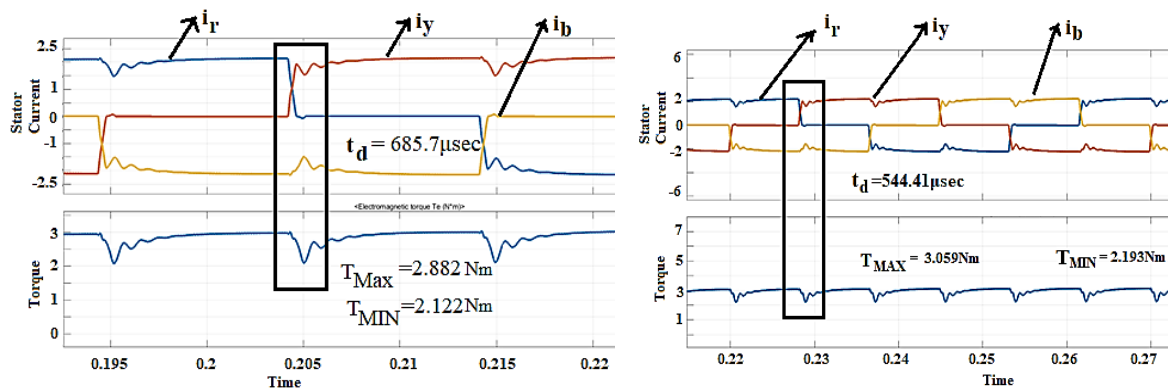 i_r
i_y
i_b
2.5
1
0
-1
-2.5
Stator
Current
t_d = 685.7µsec
<Electromagnetic torque Te (N*m)>
3
2
1
0
Torque
T_Max =2.882 Nm
T_MIN =2.122Nm
0.195
0.2
0.205
0.21
0.215
0.22
Time
i_r
i_y
i_b
6
2
0
-2
-6
Stator
Current
t_d =544.41µsec
7
5
3
1
Torque
T_MAX = 3.059Nm
T_MIN =2.193Nm
0.22
0.23
0.24
0.25
0.26
0.27
Time